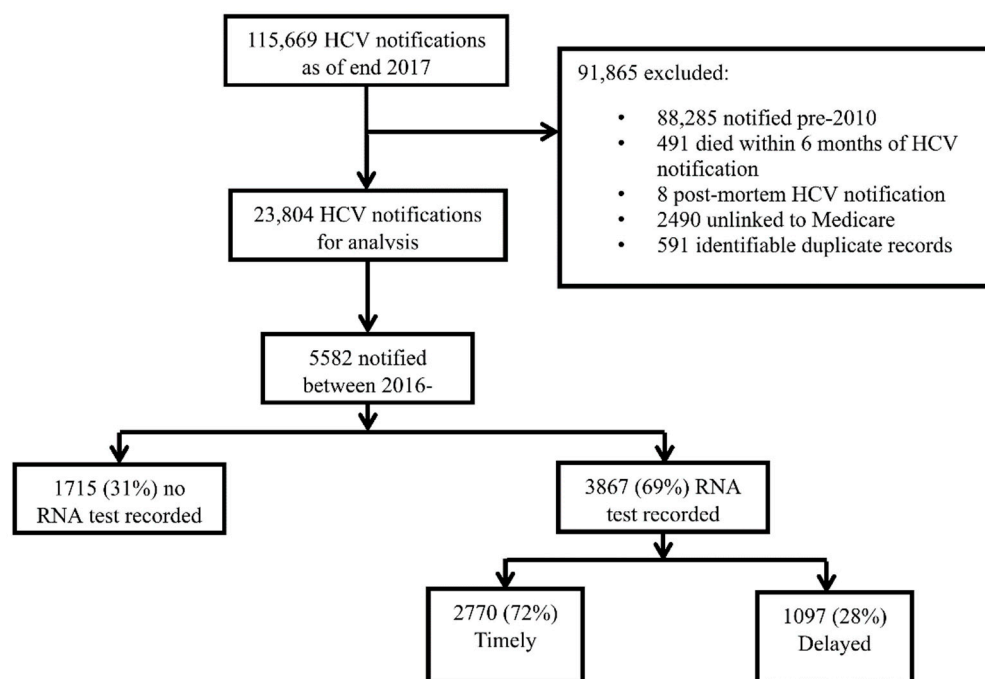 115,669 HCV notifications
as of end 2017
91,865 excluded:
• 88,285 notified pre-2010
• 491 died within 6 months of HCV
notification
• 8 post-mortem HCV notification
• 2490 unlinked to Medicare
• 591 identifiable duplicate records
23,804 HCV notifications
for analysis
5582 notified
between 2016-
1715 (31%) no
RNA test recorded
3867 (69%) RNA
test recorded
2770 (72%)
Timely
1097 (28%)
Delayed